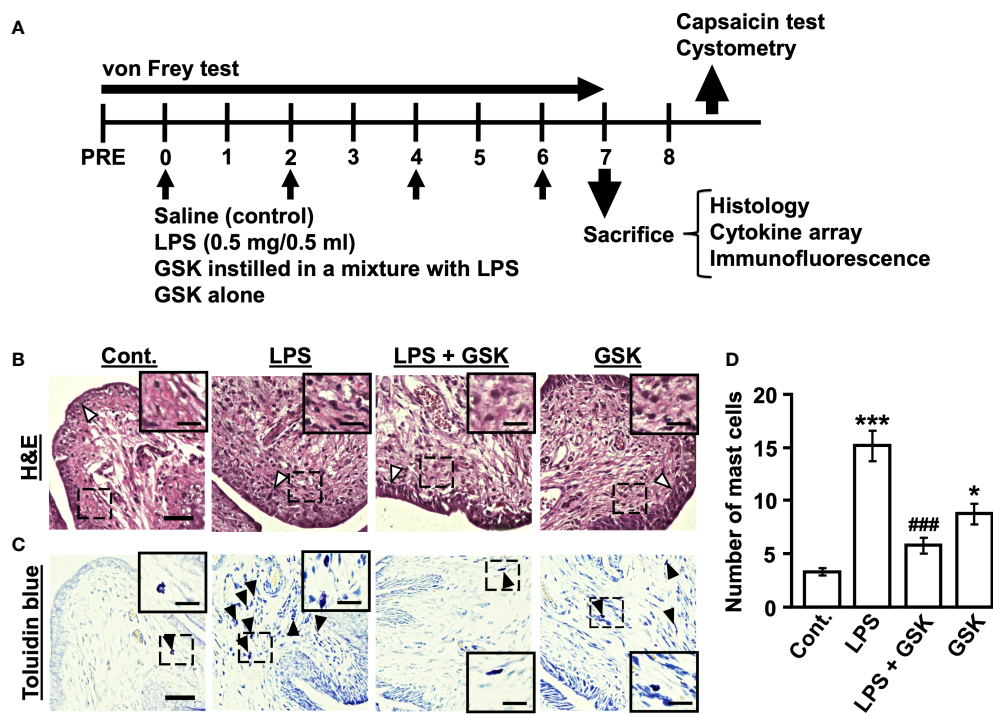 A
Capsaicin test
Cystometry
von Frey test
PRE 0 1 2 3 4 5 6 7 8
Saline (control)
LPS (0.5 mg/0.5 ml)
GSK instilled in a mixture with LPS
GSK alone
Sacrifice
Histology
Cytokine array
Immunofluorescence
B
Cont. LPS LPS + GSK GSK
H&E
C
Toluidin blue
D
Number of mast cells
20
15
10
5
0
***
###
*
Cont. LPS LPS + GSK GSK